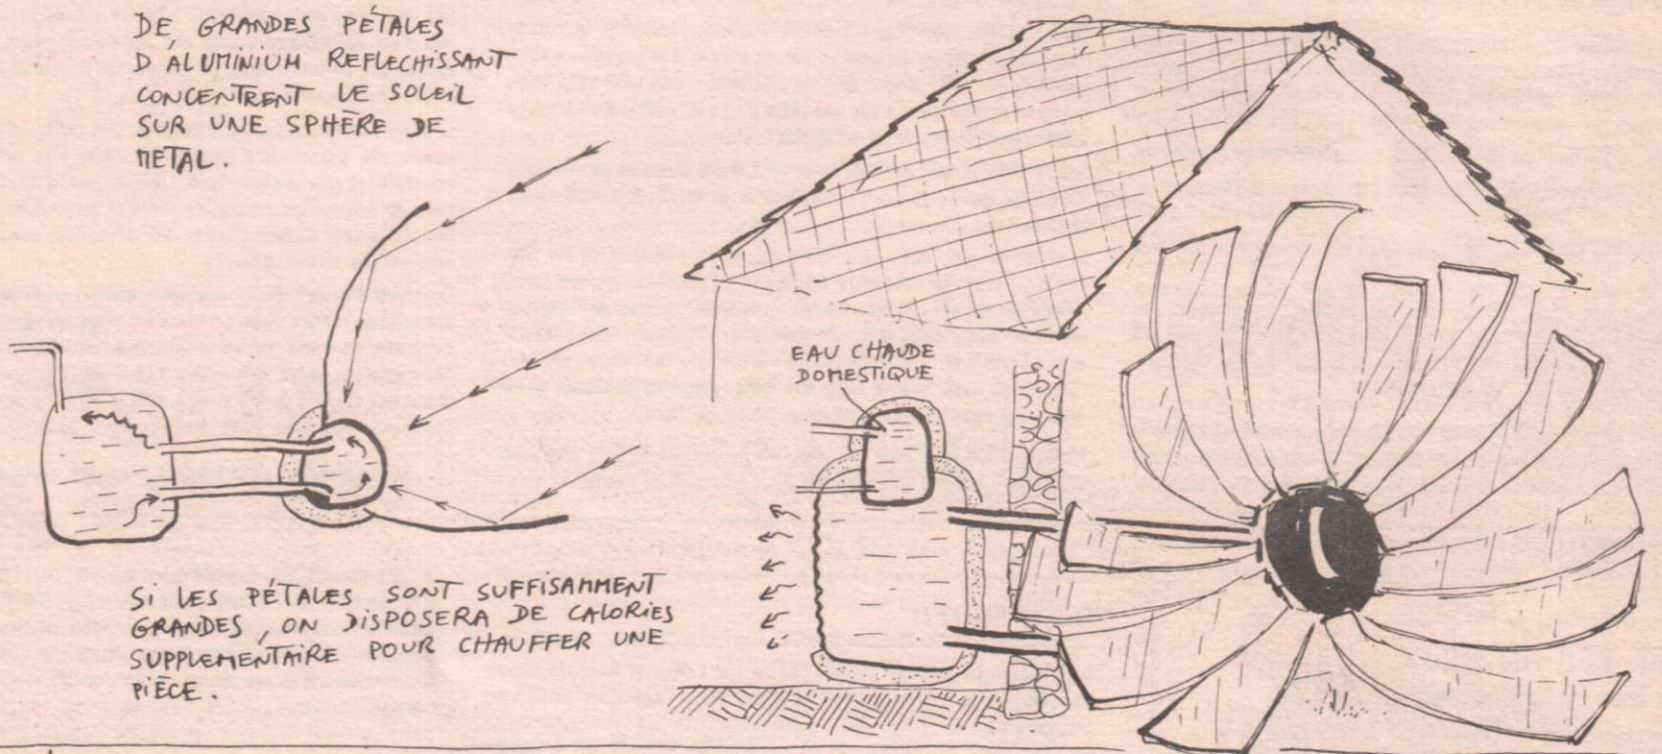 DE GRANDES PÉTALES
D'ALUMINIUM REFLECHISSANT
CONCENTRENT LE SOLEIL
SUR UNE SPHÈRE DE
METAL.
EAU CHAUDE
DOMESTIQUE
SI LES PÉTALES SONT SUFFISAMMENT
GRANDES, ON DISPOSERA DE CALORIES
SUPPLEMENTAIRE POUR CHAUFFER UNE
PIÈCE.